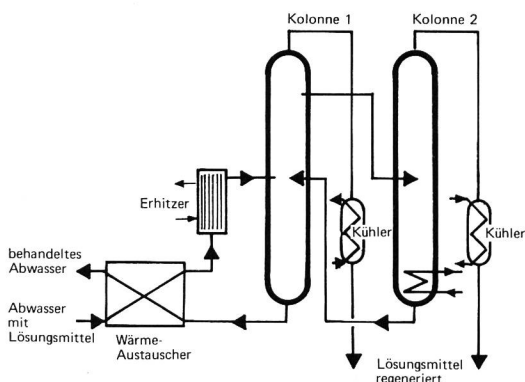 Kolonne 1
Kolonne 2
Erhitzer
Kühler
Kühler
behandeltes
Abwasser
Abwasser
mit
Lösungsmittel
Wärme-
Austauscher
Lösungsmittel
regeneriert